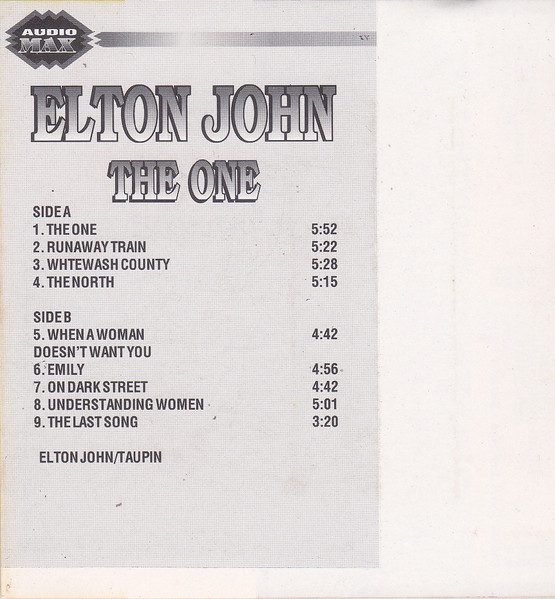 AUDIO
MAX
ELTON JOHN
THE ONE
SIDE A
1. THE ONE 5:52
2. RUNAWAY TRAIN 5:22
3. WHTEWASH COUNTY 5:28
4. THE NORTH 5:15
SIDE B
5. WHEN A WOMAN 4:42
DOESN'T WANT YOU
6. EMILY 4:56
7. ON DARK STREET 4:42
8. UNDERSTANDING WOMEN 5:01
9. THE LAST SONG 3:20
ELTON JOHN/TAUPIN